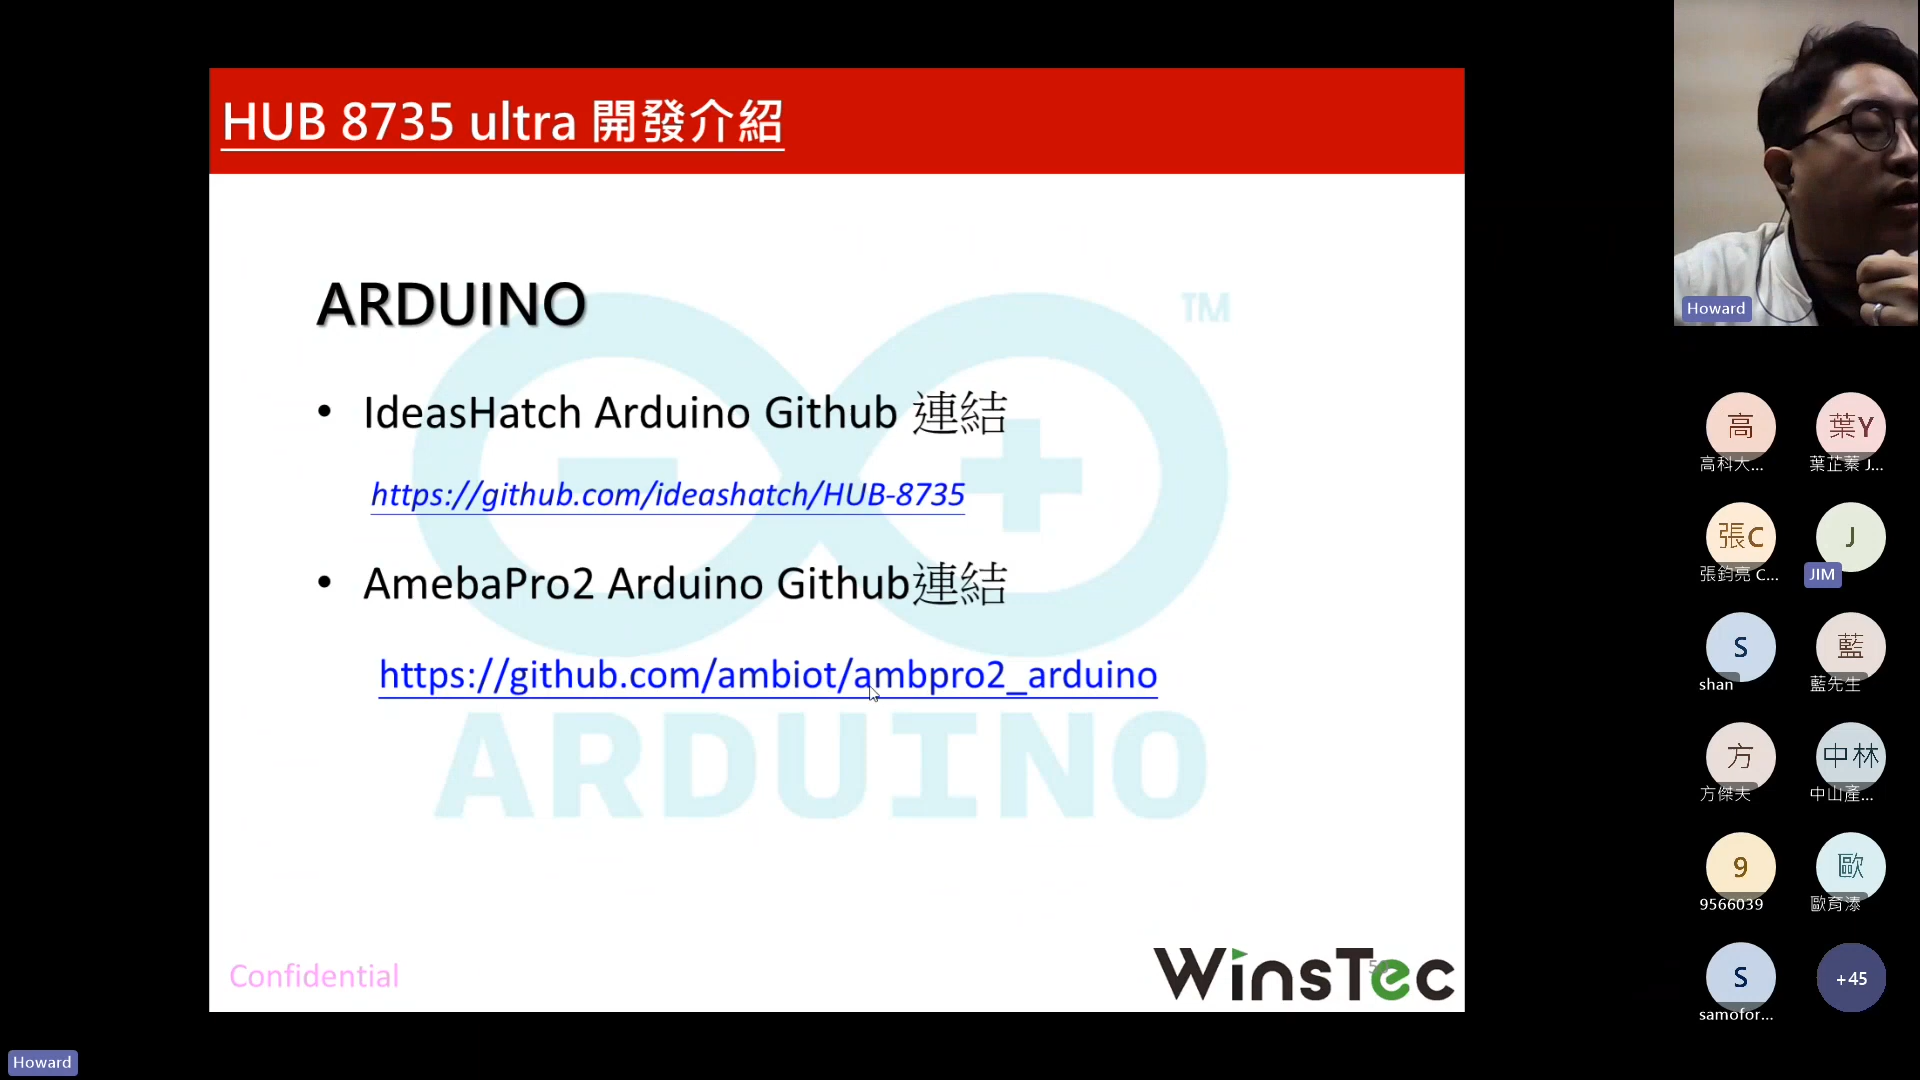 HUB 8735 ultra 開發介紹
TM
ARDUINO
• IdeasHatch Arduino Github 連結
https://github.com/ideashatch/HUB-8735
• AmebaPro2 Arduino Github連結
https://github.com/ambiot/ambpro2_arduino
ARDUINO
Confidential
WinsTec
Howard
高
高科大...
葉Y
葉芷蓁 J...
張C
張鈞亮 C...
J
JIM
S
shan
藍
藍先生
方
方傑夫
中林
中山產...
9
9566039
歐
歐育溙
S
samofor...
+45
Howard